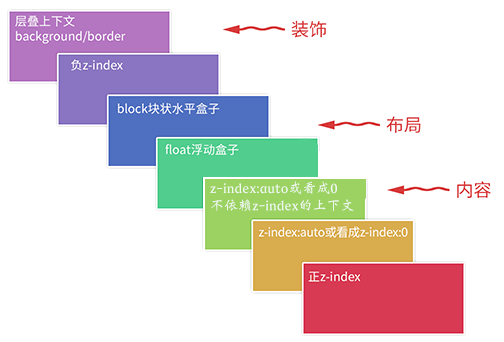 层叠上下文
background/border
装饰
负z-index
block块状水平盒子
布局
float浮动盒子
z-index:auto或看成0
不依赖z-index的上下文
内容
z-index:auto或看成z-index:0
正z-index